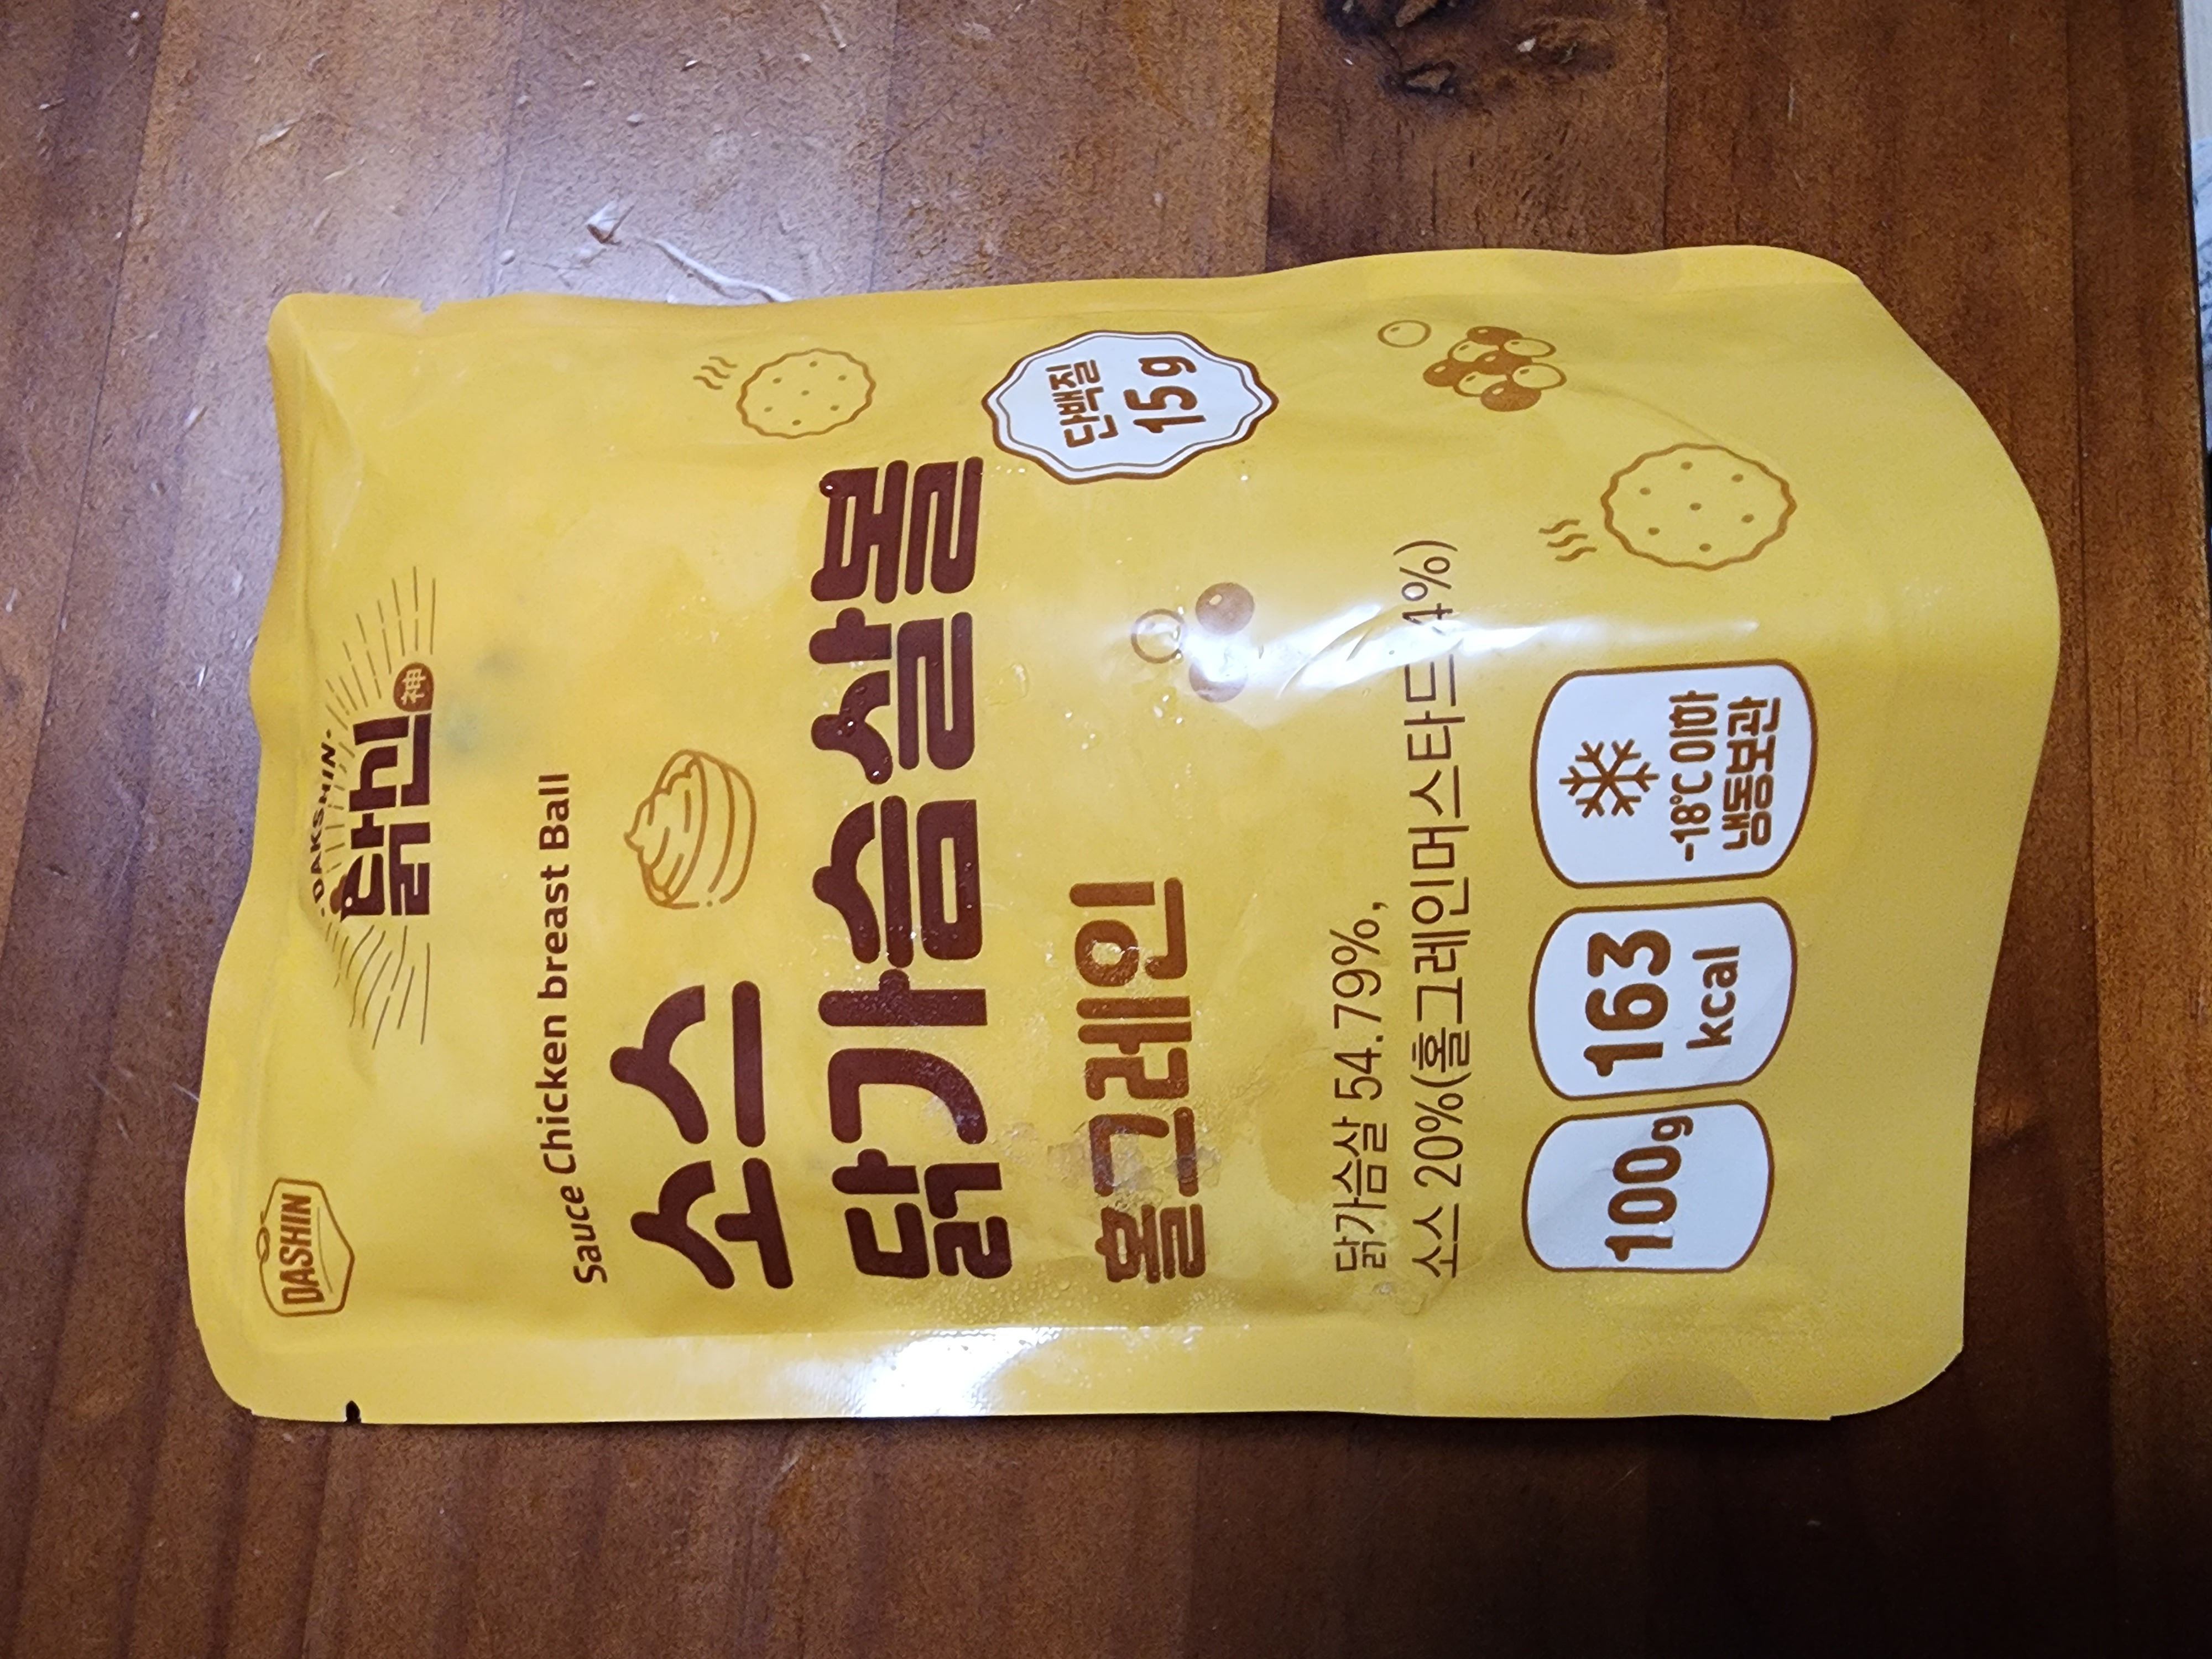 DASHIN
·DAKSHIN·
닭신 神
Sauce Chicken breast Ball
소스
닭가슴살볼
홀그레인
단백질
15 g
닭가슴살 54.79%,
소스 20%(홀그레인머스타드 4%)
100g
163
kcal
-18℃ 이하
냉동보관